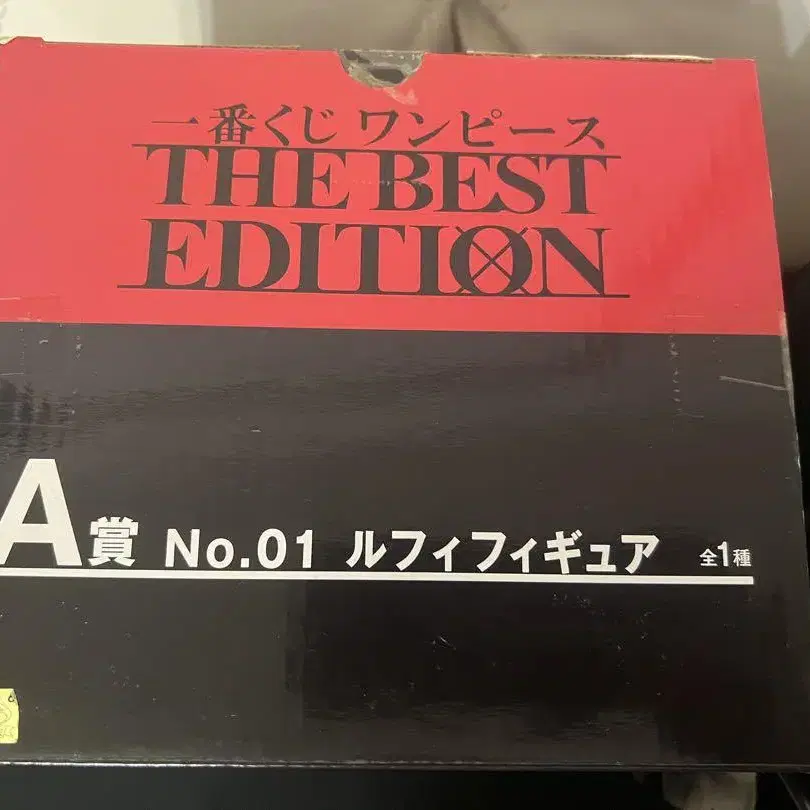 一番くじ ワンピース
THE BEST
EDITION
A賞 No.01 ルフィフィギュア 全1種